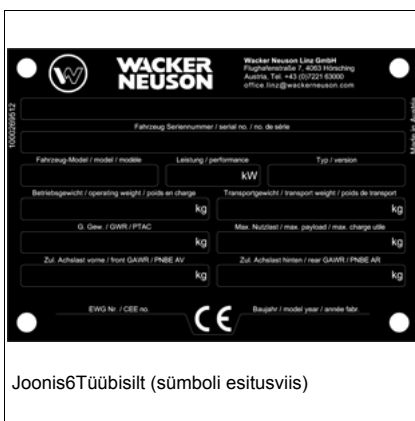 WACKER
NEUSON
Wacker Neuson Linz GmbH
Flughafenstraße 7, 4063 Hörsching
Austria, Tel. +43 (0)7221 63000
office.linz@wackerneuson.com
1000269512
Made in Austria
Fahrzeug Seriennummer / serial no. / no. de série
Fahrzeug-Model / model / modèle
Leistung / performance
Typ / version
kW
Betriebsgewicht / operating weight / poids en charge
Transportgewicht / transport weight / poids de transport
kg
kg
G. Gew. / GWR / PTAC
Max. Nutzlast / max. payload / max. charge utile
kg
kg
Zul. Achslast vorne / front GAWR / PNBE AV
Zul. Achslast hinten / rear GAWR / PNBE AR
kg
kg
EWG Nr. / CEE no.
CE
Baujahr / model year / année fabr.
Joonis6Tüübisilt (sümboli esitusviis)